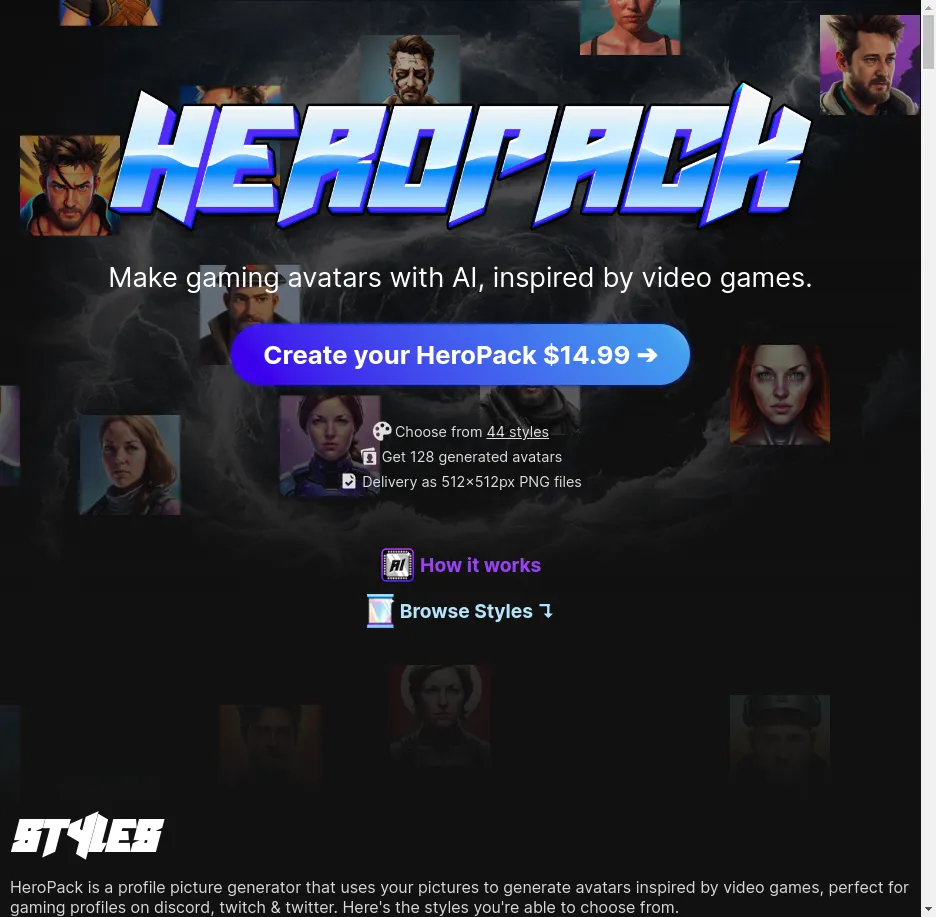 HEROPACK
Make gaming avatars with AI, inspired by video games.
Create your HeroPack $14.99 ➔
Choose from 44 styles
Get 128 generated avatars
Delivery as 512×512px PNG files
AI How it works
Browse Styles ↴
STYLES
HeroPack is a profile picture generator that uses your pictures to generate avatars inspired by video games, perfect for
gaming profiles on discord, twitch & twitter. Here's the styles you're able to choose from.